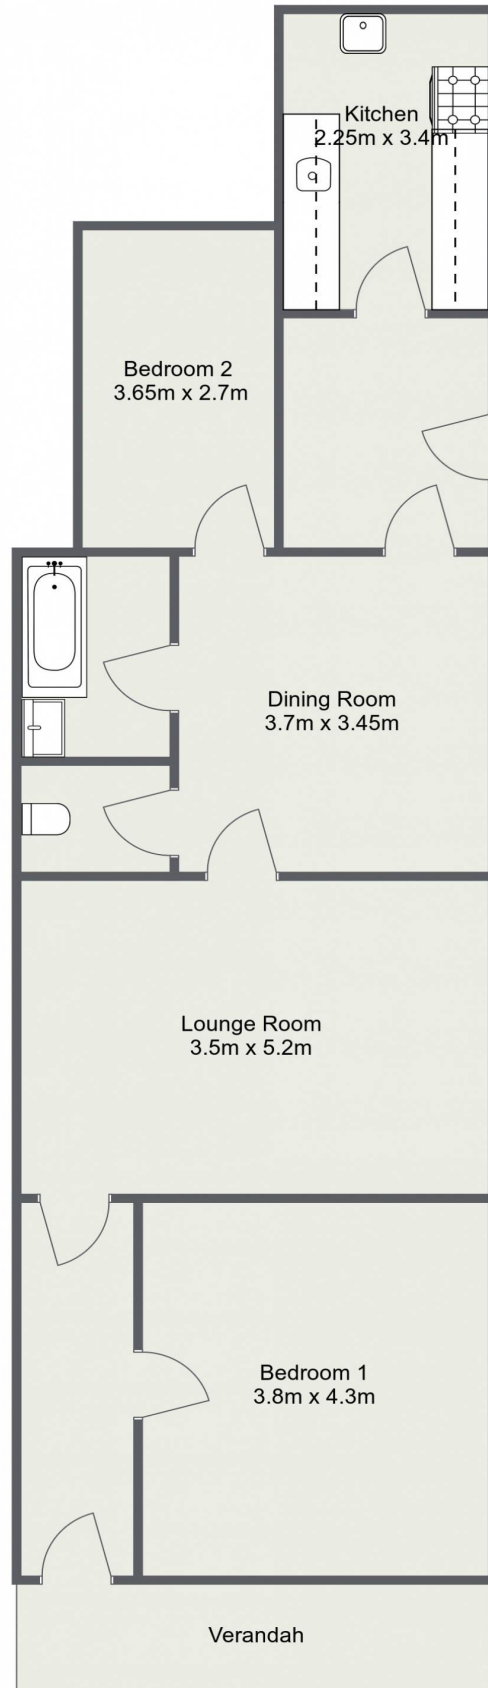 Kitchen
2.25m x 3.4m
Bedroom 2
3.65m x 2.7m
Dining Room
3.7m x 3.45m
Lounge Room
3.5m x 5.2m
Bedroom 1
3.8m x 4.3m
Verandah